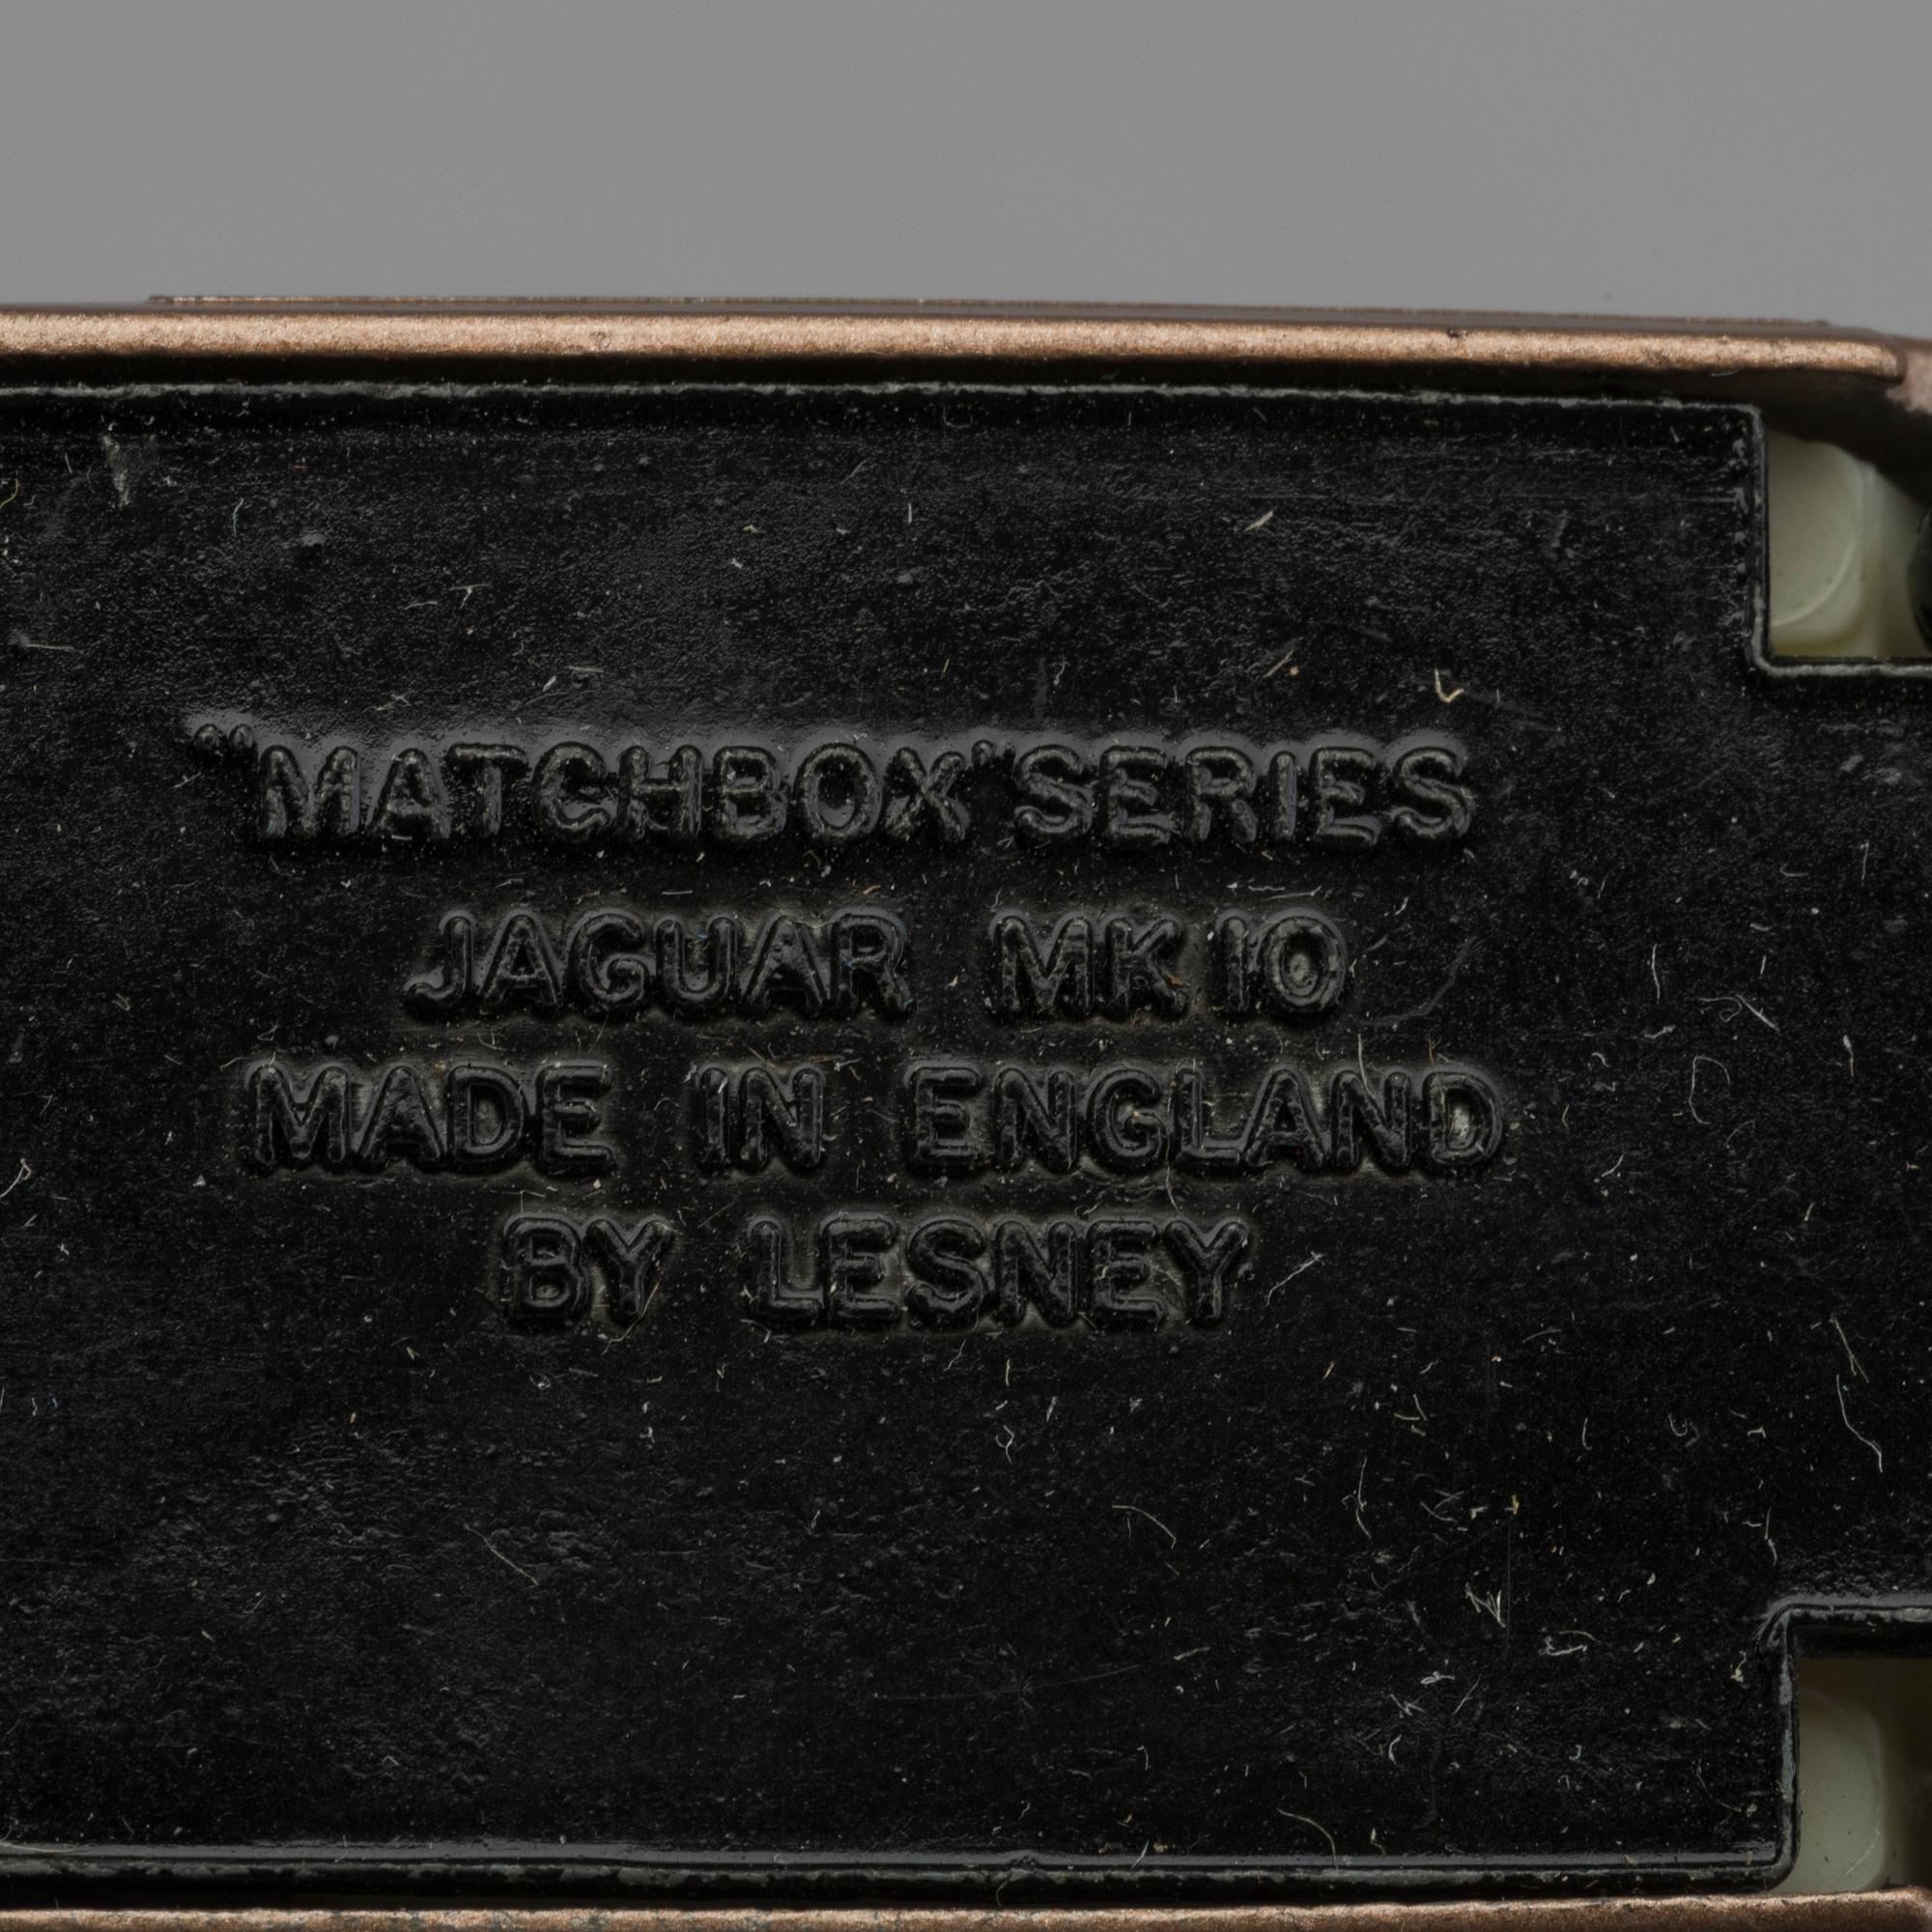 "MATCHBOX" SERIES
JAGUAR MK 10
MADE IN ENGLAND
BY LESNEY